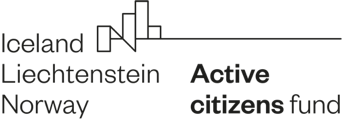 Iceland
Liechtenstein
Norway
Active
citizens fund